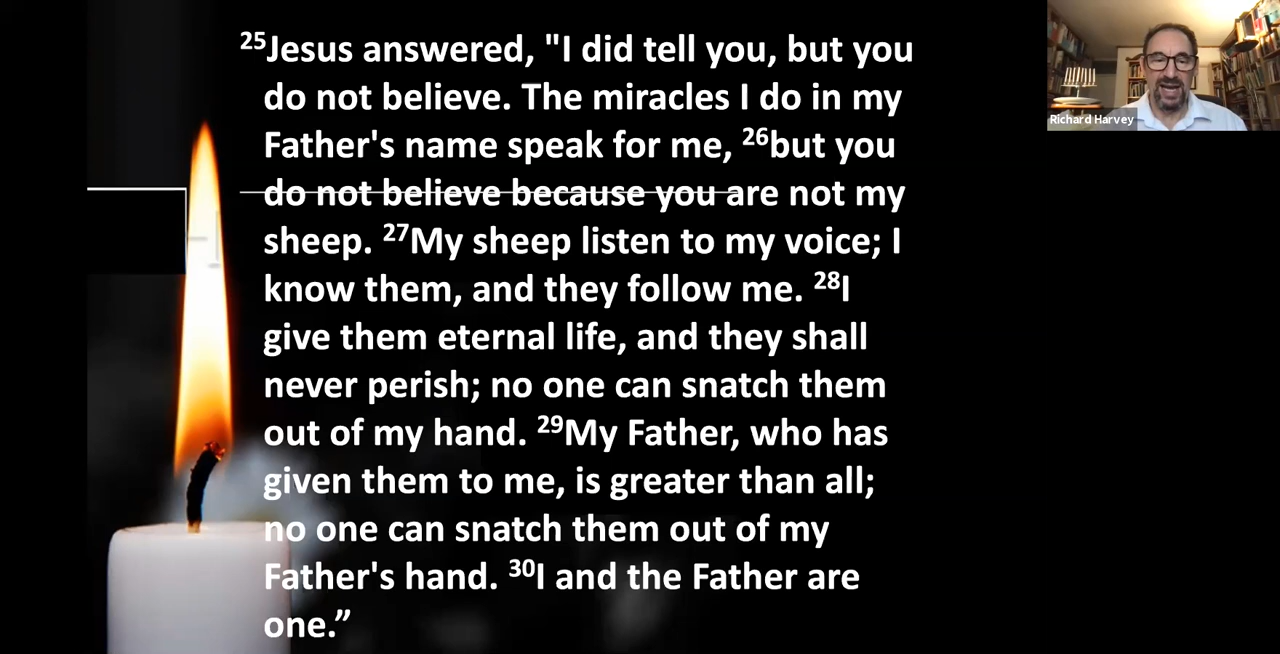 ²⁵Jesus answered, "I did tell you, but you
do not believe. The miracles I do in my
Father's name speak for me, ²⁶but you
do not believe because you are not my
sheep. ²⁷My sheep listen to my voice; I
know them, and they follow me. ²⁸I
give them eternal life, and they shall
never perish; no one can snatch them
out of my hand. ²⁹My Father, who has
given them to me, is greater than all;
no one can snatch them out of my
Father's hand. ³⁰I and the Father are
one.”
Richard Harvey